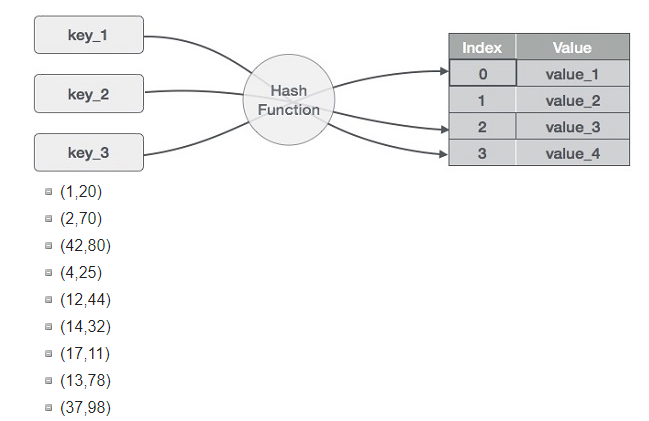 key_1
key_2
key_3
Hash
Function
Index Value
0 value_1
1 value_2
2 value_3
3 value_4
(1,20)
(2,70)
(42,80)
(4,25)
(12,44)
(14,32)
(17,11)
(13,78)
(37,98)